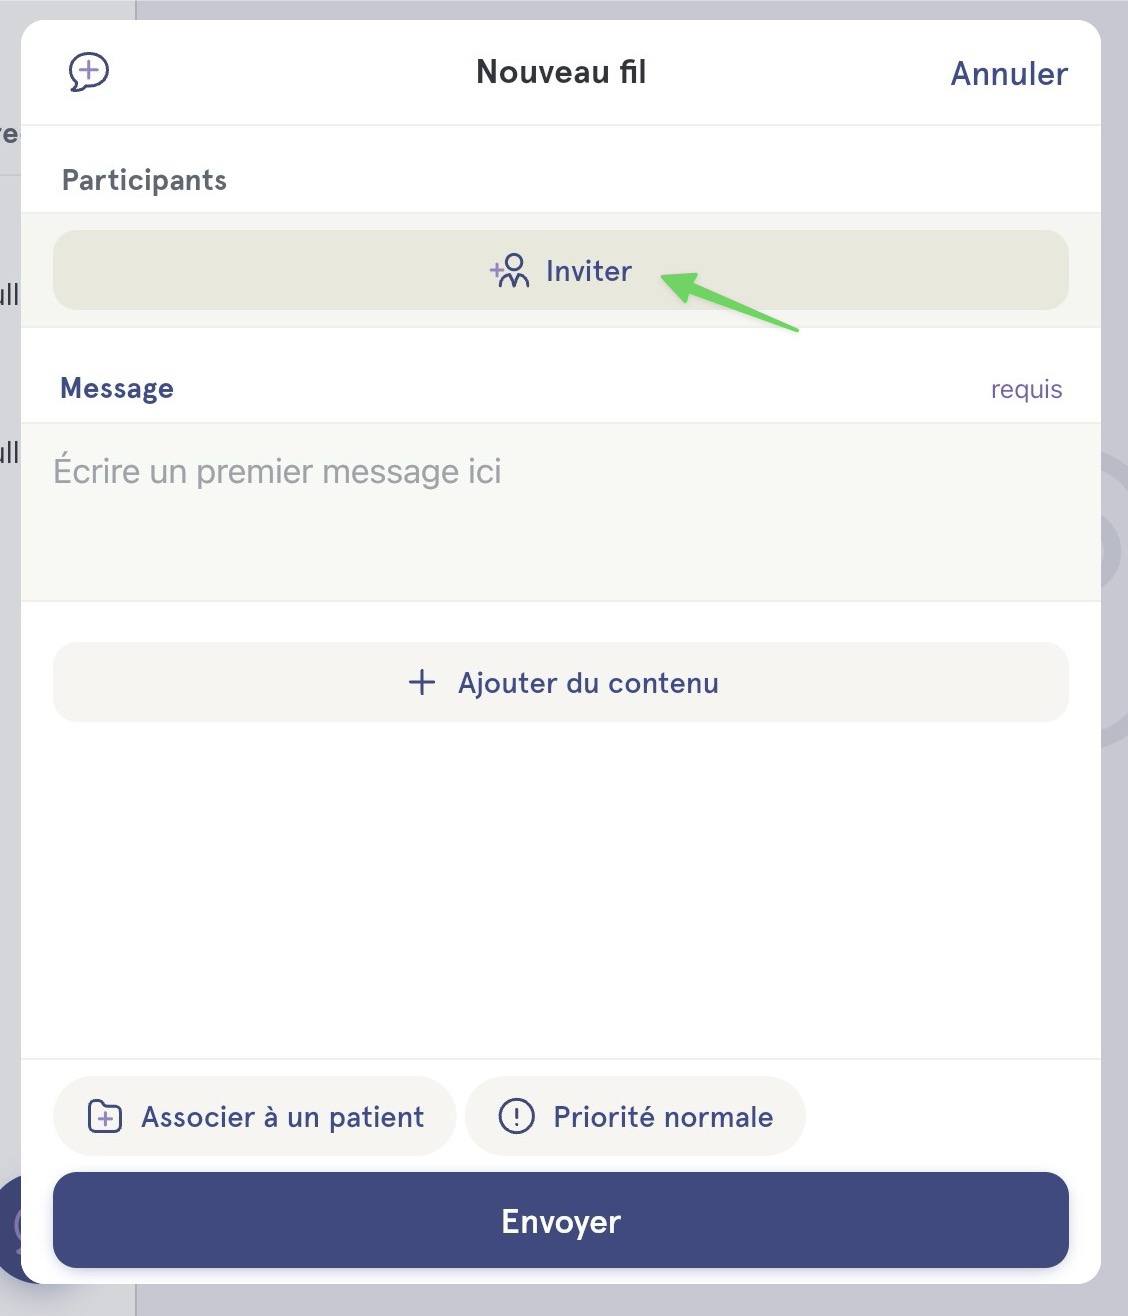 Nouveau fil
Annuler
Participants
Inviter
Message
requis
Écrire un premier message ici
Ajouter du contenu
Associer à un patient
Priorité normale
Envoyer